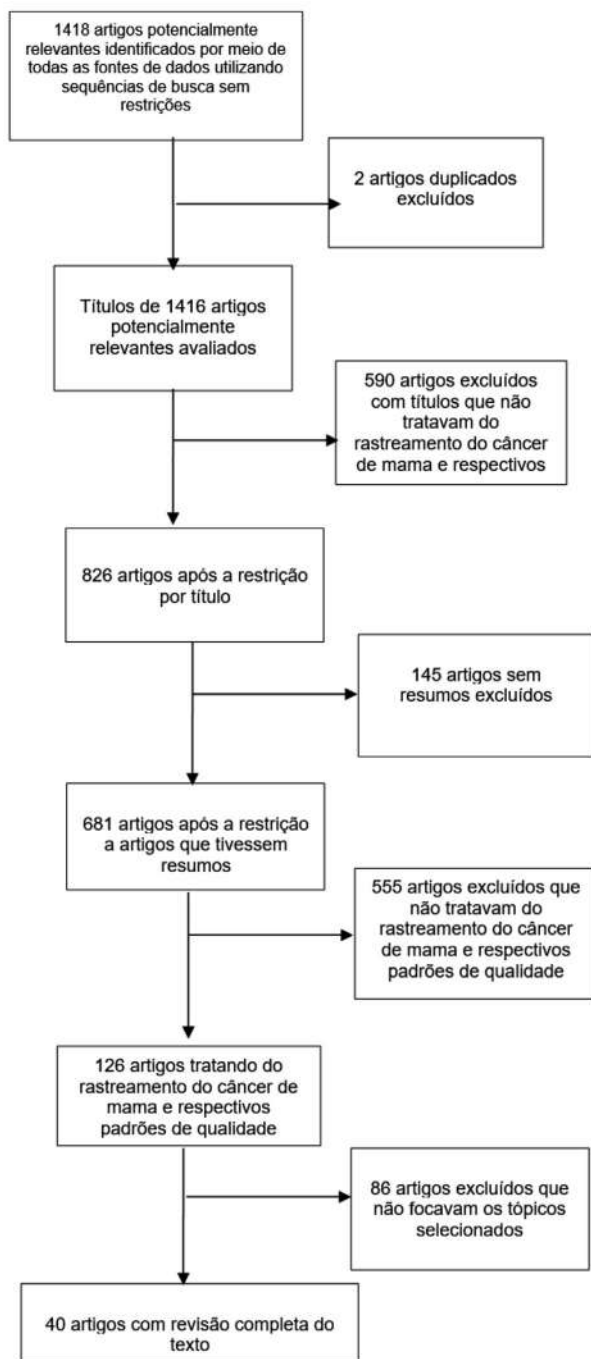 1418 artigos potencialmente
relevantes identificados por meio de
todas as fontes de dados utilizando
sequências de busca sem
restrições
2 artigos duplicados
excluídos
Títulos de 1416 artigos
potencialmente
relevantes avaliados
590 artigos excluídos
com títulos que não
tratavam do
rastreamento do câncer
de mama e respectivos
826 artigos após a restrição
por título
145 artigos sem
resumos excluídos
681 artigos após a restrição
a artigos que tivessem
resumos
555 artigos excluídos que
não tratavam do
rastreamento do câncer
de mama e respectivos
padrões de qualidade
126 artigos tratando do
rastreamento do câncer de
mama e respectivos
padrões de qualidade
86 artigos excluídos que
não focavam os tópicos
selecionados
40 artigos com revisão completa do
texto